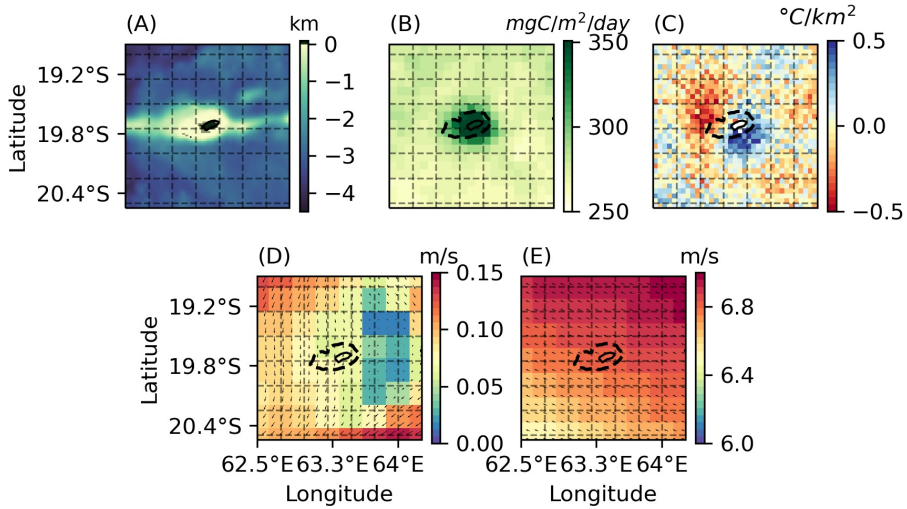 (A)
km
(B)
mgC/m²/day
(C)
°C/km²
Latitude
19.2°S
19.8°S
20.4°S
0
−1
−2
−3
−4
350
300
250
0.5
0.0
−0.5
(D)
m/s
(E)
m/s
Latitude
19.2°S
19.8°S
20.4°S
0.15
0.10
0.05
0.00
6.8
6.4
6.0
62.5°E 63.3°E 64°E
62.5°E 63.3°E 64°E
Longitude
Longitude